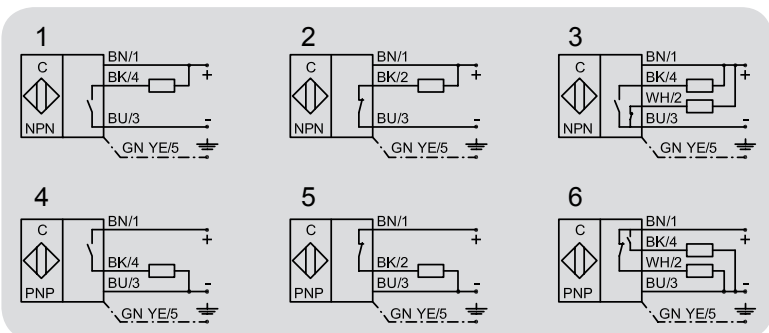 1
BN/1
C
BK/4
+
BU/3
-
NPN
GN YE/5
2
BN/1
C
BK/2
+
BU/3
-
NPN
GN YE/5
3
BN/1
C
BK/4
+
WH/2
BU/3
-
NPN
GN YE/5
4
BN/1
C
+
BK/4
BU/3
-
PNP
GN YE/5
5
BN/1
C
+
BK/2
BU/3
-
PNP
GN YE/5
6
BN/1
C
+
BK/4
WH/2
BU/3
-
PNP
GN YE/5